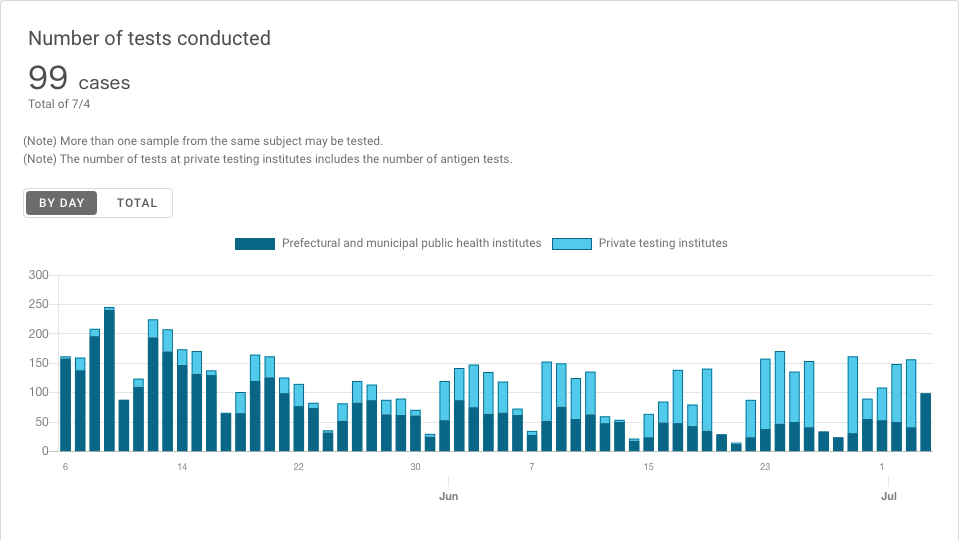 Number of tests conducted
99 cases
Total of 7/4
(Note) More than one sample from the same subject may be tested.
(Note) The number of tests at private testing institutes includes the number of antigen tests.
BY DAY TOTAL
Prefectural and municipal public health institutes Private testing institutes
300
250
200
150
100
50
0
6 14 22 30 7 15 23 1
Jun Jul